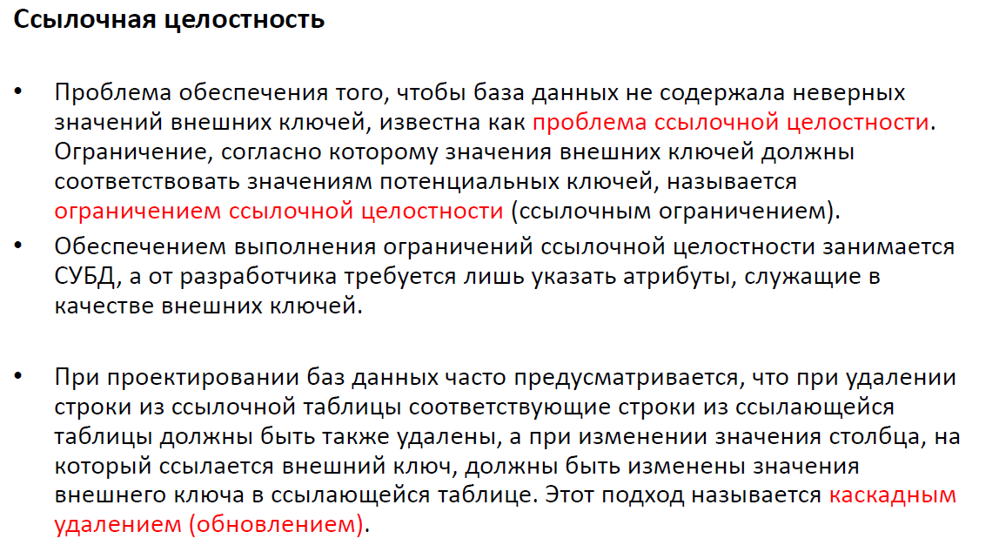 Ссылочная целостность
• Проблема обеспечения того, чтобы база данных не содержала неверных
значений внешних ключей, известна как проблема ссылочной целостности.
Ограничение, согласно которому значения внешних ключей должны
соответствовать значениям потенциальных ключей, называется
ограничением ссылочной целостности (ссылочным ограничением).
• Обеспечением выполнения ограничений ссылочной целостности занимается
СУБД, а от разработчика требуется лишь указать атрибуты, служащие в
качестве внешних ключей.
• При проектировании баз данных часто предусматривается, что при удалении
строки из ссылочной таблицы соответствующие строки из ссылающейся
таблицы должны быть также удалены, а при изменении значения столбца, на
который ссылается внешний ключ, должны быть изменены значения
внешнего ключа в ссылающейся таблице. Этот подход называется каскадным
удалением (обновлением).